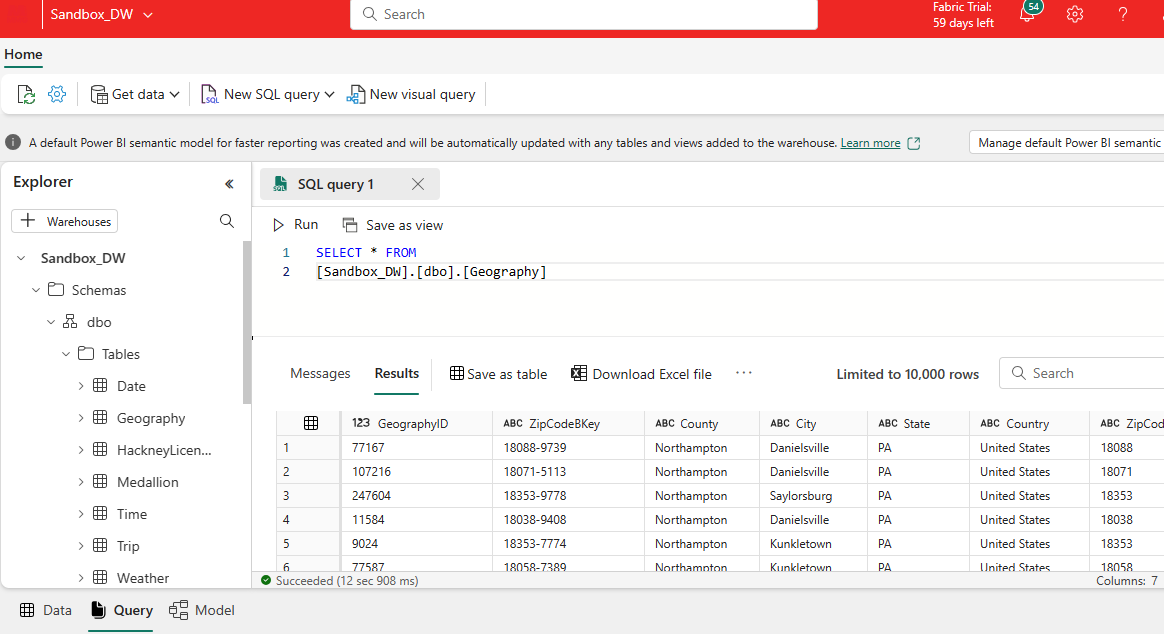 Sandbox_DW
Search
Fabric Trial:
59 days left
54
Home
Get data
SQL
New SQL query
New visual query
A default Power BI semantic model for faster reporting was created and will be automatically updated with any tables and views added to the warehouse. Learn more
Manage default Power BI semantic
Explorer
Warehouses
Sandbox_DW
Schemas
dbo
Tables
Date
Geography
HackneyLicen...
Medallion
Time
Trip
Weather
SQL query 1
Run
Save as view
1 SELECT * FROM
2 [Sandbox_DW].[dbo].[Geography]
Messages
Results
Save as table
Download Excel file
...
Limited to 10,000 rows
Search
123 GeographyID ABC ZipCodeBKey ABC County ABC City ABC State ABC Country ABC ZipCod
1 77167 18088-9739 Northampton Danielsville PA United States 18088
2 107216 18071-5113 Northampton Danielsville PA United States 18071
3 247604 18353-9778 Northampton Saylorsburg PA United States 18353
4 11584 18038-9408 Northampton Danielsville PA United States 18038
5 9024 18353-7774 Northampton Kunkletown PA United States 18353
6 77587 18058-7389 Northampton Kunkletown PA United States 18058
Succeeded (12 sec 908 ms)
Columns: 7
Data
Query
Model